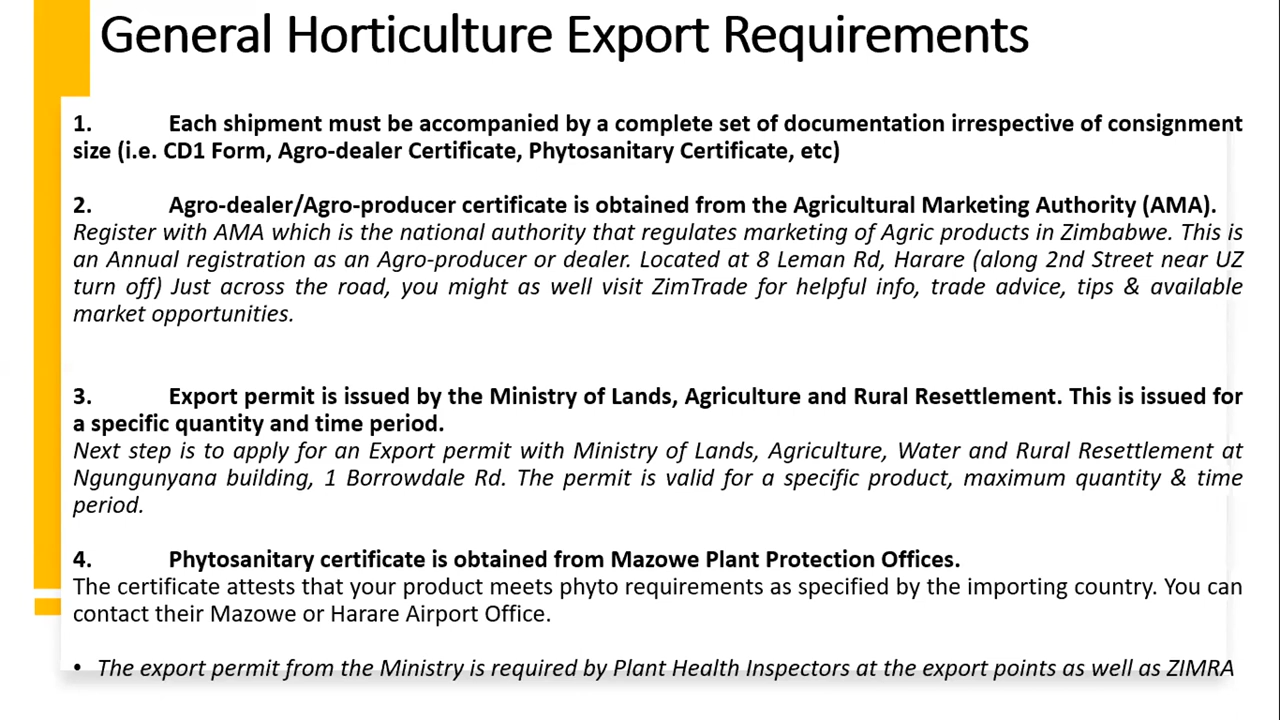 General Horticulture Export Requirements
1. Each shipment must be accompanied by a complete set of documentation irrespective of consignment
size (i.e. CD1 Form, Agro-dealer Certificate, Phytosanitary Certificate, etc)
2. Agro-dealer/Agro-producer certificate is obtained from the Agricultural Marketing Authority (AMA).
Register with AMA which is the national authority that regulates marketing of Agric products in Zimbabwe. This is
an Annual registration as an Agro-producer or dealer. Located at 8 Leman Rd, Harare (along 2nd Street near UZ
turn off) Just across the road, you might as well visit ZimTrade for helpful info, trade advice, tips & available
market opportunities.
3. Export permit is issued by the Ministry of Lands, Agriculture and Rural Resettlement. This is issued for
a specific quantity and time period.
Next step is to apply for an Export permit with Ministry of Lands, Agriculture, Water and Rural Resettlement at
Ngungunyana building, 1 Borrowdale Rd. The permit is valid for a specific product, maximum quantity & time
period.
4. Phytosanitary certificate is obtained from Mazowe Plant Protection Offices.
The certificate attests that your product meets phyto requirements as specified by the importing country. You can
contact their Mazowe or Harare Airport Office.
• The export permit from the Ministry is required by Plant Health Inspectors at the export points as well as ZIMRA